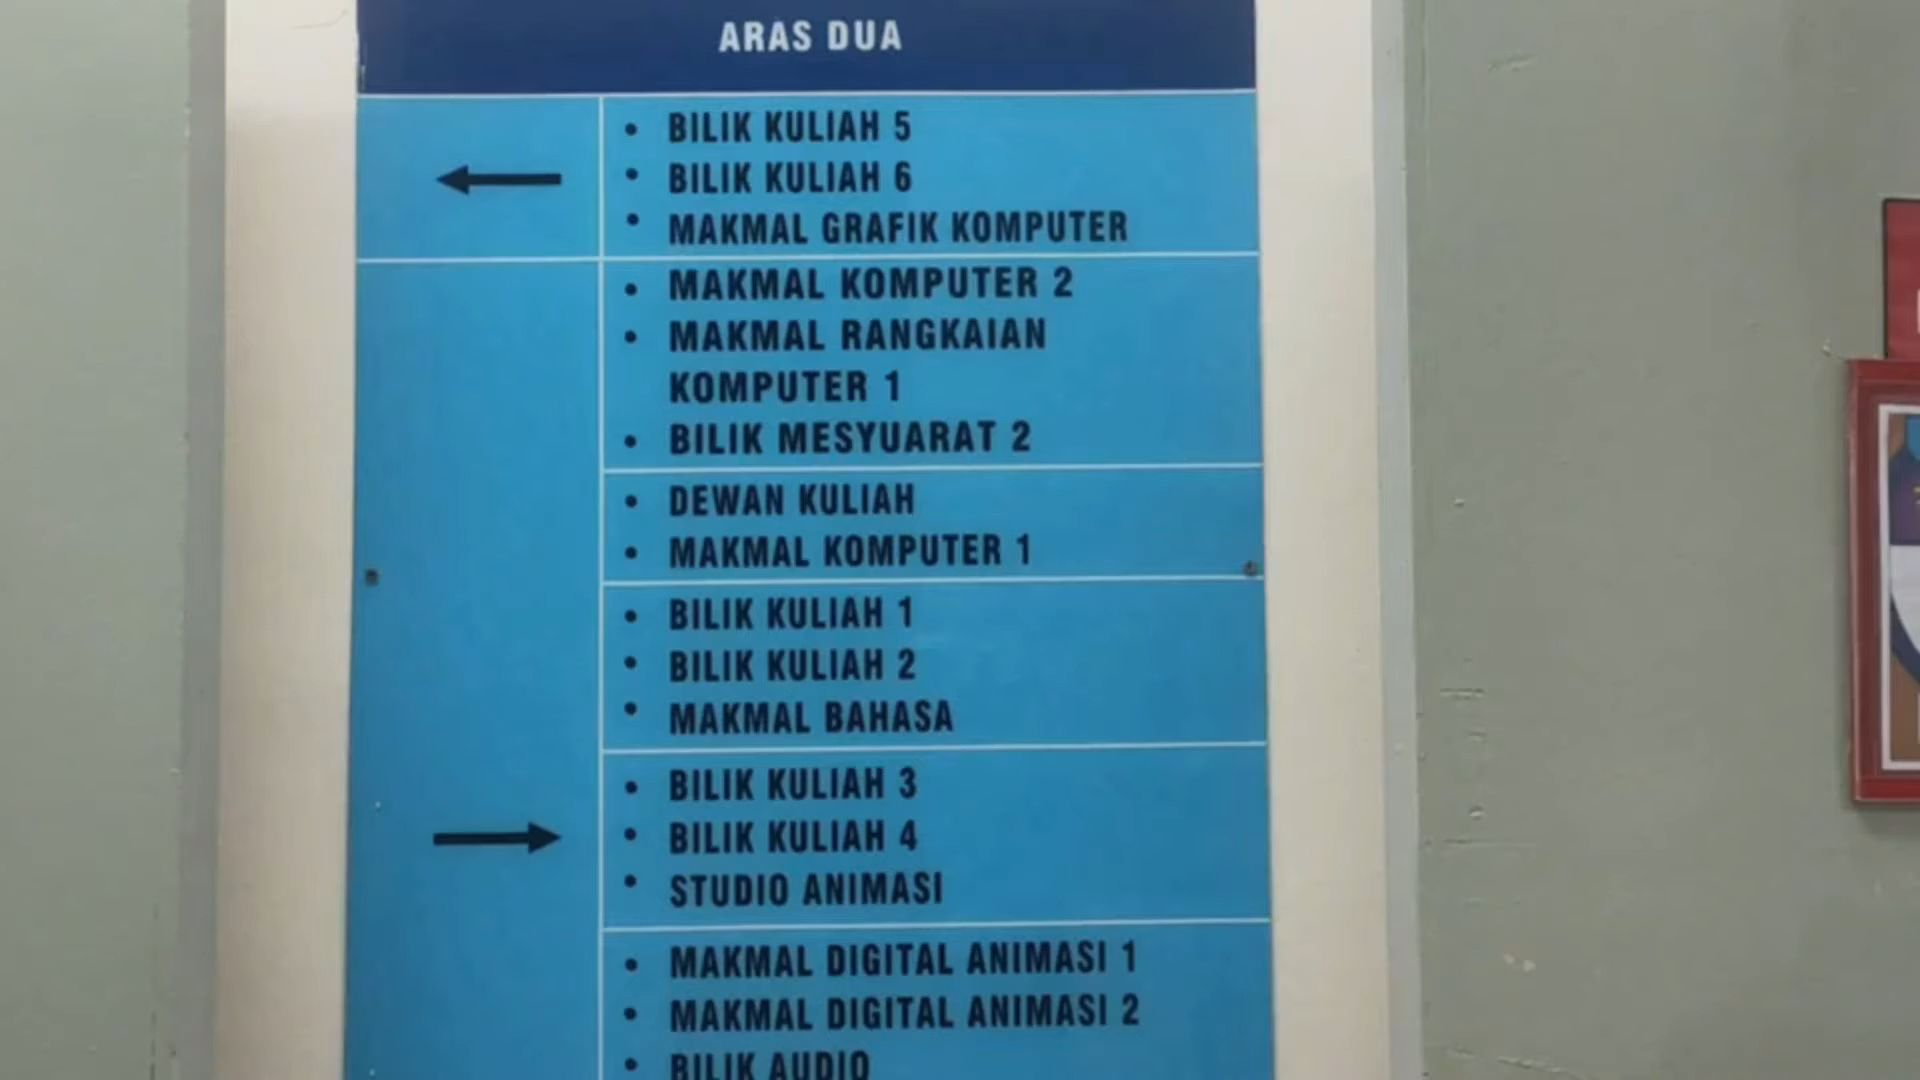 ARAS DUA
• BILIK KULIAH 5
• BILIK KULIAH 6
• MAKMAL GRAFIK KOMPUTER
• MAKMAL KOMPUTER 2
• MAKMAL RANGKAIAN
KOMPUTER 1
• BILIK MESYUARAT 2
• DEWAN KULIAH
• MAKMAL KOMPUTER 1
• BILIK KULIAH 1
• BILIK KULIAH 2
• MAKMAL BAHASA
• BILIK KULIAH 3
• BILIK KULIAH 4
• STUDIO ANIMASI
• MAKMAL DIGITAL ANIMASI 1
• MAKMAL DIGITAL ANIMASI 2
• BILIK AUDIO